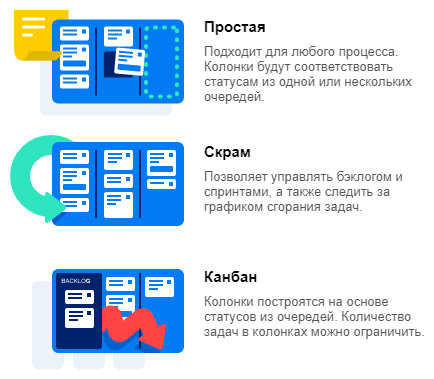 Простая
Подходит для любого процесса.
Колонки будут соответствовать
статусам из одной или нескольких
очередей.
Скрам
Позволяет управлять бэклогом и
спринтами, а также следить за
графиком сгорания задач.
BACKLOG
Канбан
Колонки построятся на основе
статусов из очередей. Количество
задач в колонках можно ограничить.